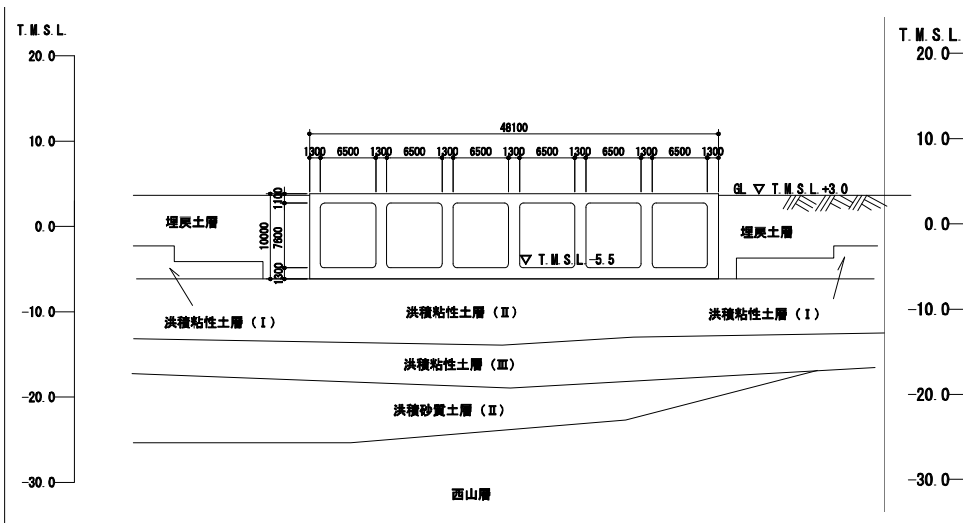 T.M.S.L.
T.M.S.L.
20.0
20.0
48100
10.0
10.0
1300 6500 1300 6500 1300 6500 1300 6500 1300 6500 1300 6500 1300
GL ▽ T.M.S.L.+3.0
1100
埋戻土層
埋戻土層
0.0
0.0
10000
7600
▽ T.M.S.L.-5.5
1300
-10.0
-10.0
洪積粘性土層(Ⅰ)
洪積粘性土層(Ⅱ)
洪積粘性土層(Ⅰ)
洪積粘性土層(Ⅲ)
-20.0
-20.0
洪積砂質土層(Ⅱ)
-30.0
-30.0
西山層